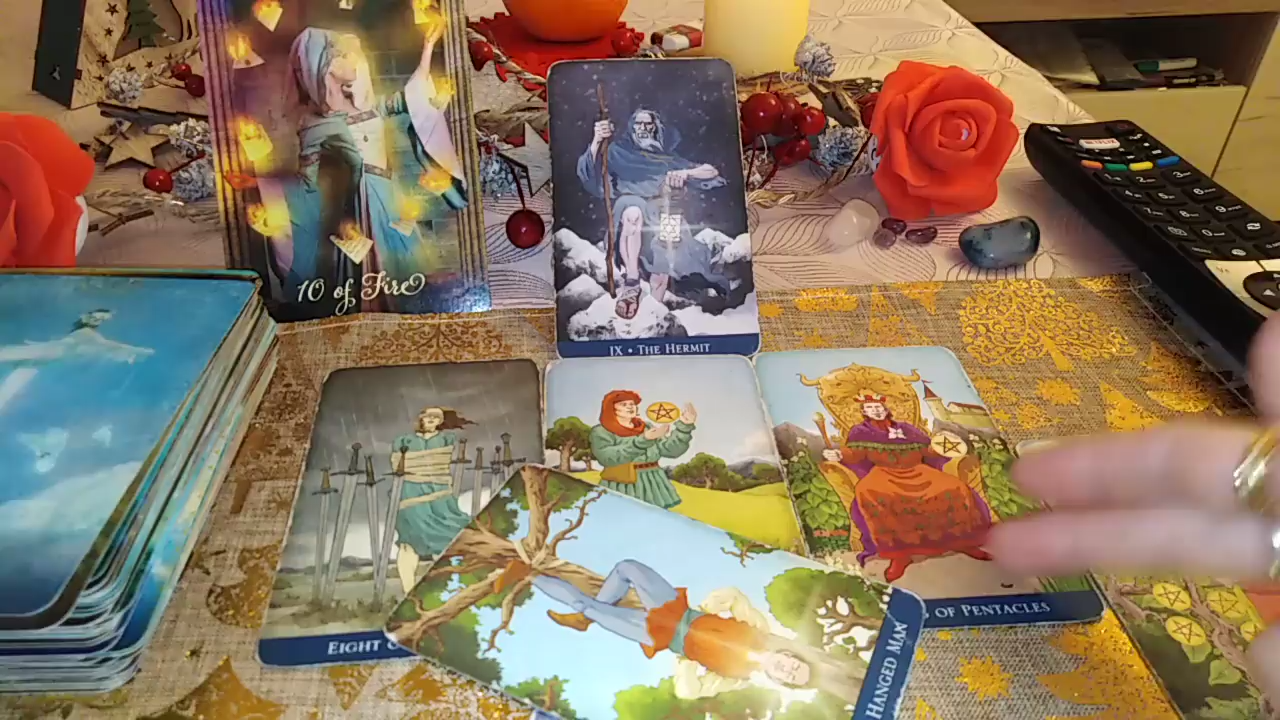 10 of Fire
IX • THE HERMIT
EIGHT
OF PENTACLES
HANGED MAN